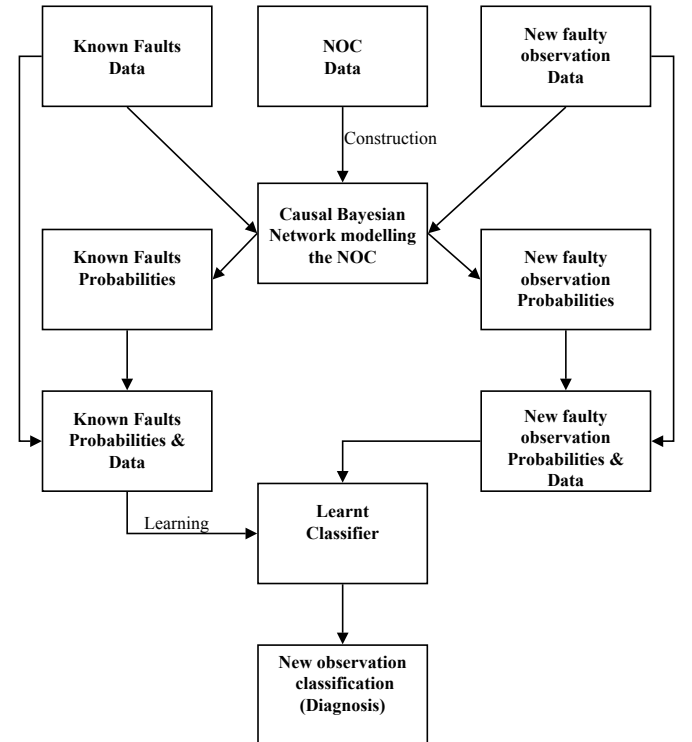 Known Faults
Data
NOC
Data
New faulty
observation
Data
Construction
Causal Bayesian
Network modelling
the NOC
Known Faults
Probabilities
New faulty
observation
Probabilities
Known Faults
Probabilities &
Data
New faulty
observation
Probabilities &
Data
Learning
Learnt
Classifier
New observation
classification
(Diagnosis)